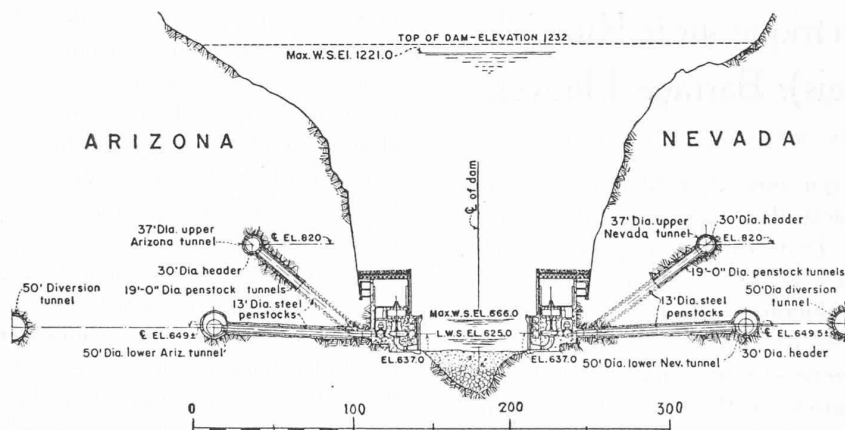 TOP OF DAM-ELEVATION 1232
Max. W.S.El. 1221.0
ARIZONA
NEVADA
℄ of dam
37' Dia. upper
Arizona tunnel
℄ EL.820
30' Dia header
19'-0" Dia. penstock tunnels
13' Dia. steel
penstocks
50' Diversion
tunnel
℄ EL.649±
50' Dia. lower Ariz. tunnel
EL.637.0
Max.W.S.EL.666.0
L.W.S.EL.625.0
EL.637.0
37' Dia. upper
Nevada tunnel
30' Dia. header
℄ EL.820
19'-0" Dia. penstock tunnels
13' Dia. steel
penstocks
50' Dia diversion
tunnel
℄ EL.649.5±
50' Dia. lower Nev. tunnel
30' Dia. header
0 100 200 300